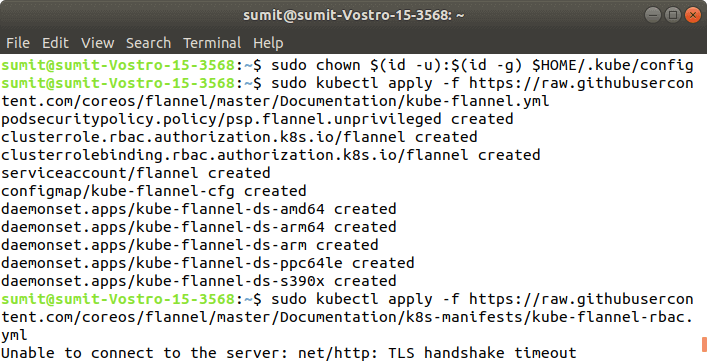 sumit@sumit-Vostro-15-3568: ~
File Edit View Search Terminal Help
sumit@sumit-Vostro-15-3568:~$ sudo chown $(id -u):$(id -g) $HOME/.kube/config
sumit@sumit-Vostro-15-3568:~$ sudo kubectl apply -f https://raw.githubusercon
tent.com/coreos/flannel/master/Documentation/kube-flannel.yml
podsecuritypolicy.policy/psp.flannel.unprivileged created
clusterrole.rbac.authorization.k8s.io/flannel created
clusterrolebinding.rbac.authorization.k8s.io/flannel created
serviceaccount/flannel created
configmap/kube-flannel-cfg created
daemonset.apps/kube-flannel-ds-amd64 created
daemonset.apps/kube-flannel-ds-arm64 created
daemonset.apps/kube-flannel-ds-arm created
daemonset.apps/kube-flannel-ds-ppc64le created
daemonset.apps/kube-flannel-ds-s390x created
sumit@sumit-Vostro-15-3568:~$ sudo kubectl apply -f https://raw.githubusercon
tent.com/coreos/flannel/master/Documentation/k8s-manifests/kube-flannel-rbac.
yml
Unable to connect to the server: net/http: TLS handshake timeout